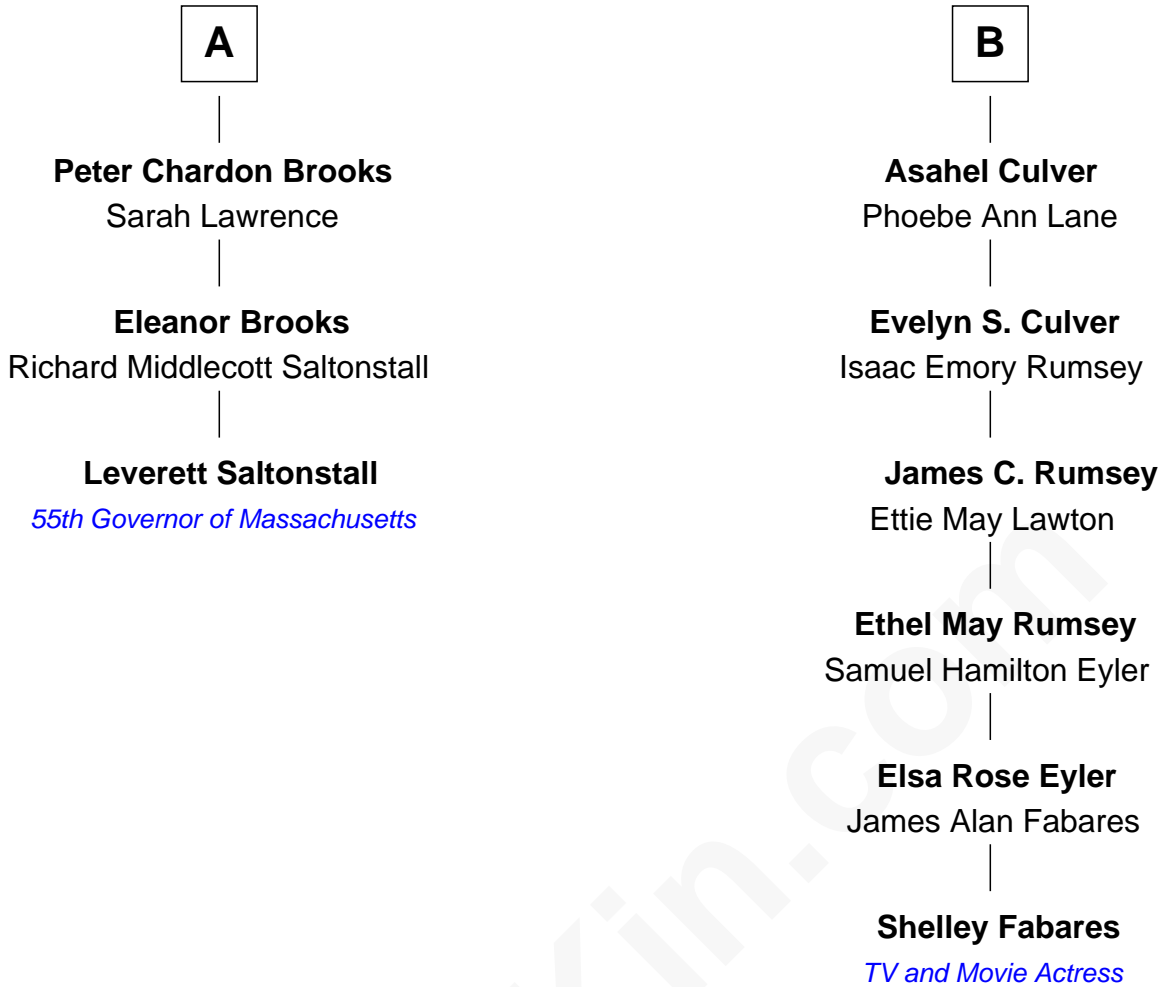 A
Peter Chardon Brooks
Sarah Lawrence
Eleanor Brooks
Richard Middlecott Saltonstall
Leverett Saltonstall
55th Governor of Massachusetts
B
Asahel Culver
Phoebe Ann Lane
Evelyn S. Culver
Isaac Emory Rumsey
James C. Rumsey
Ettie May Lawton
Ethel May Rumsey
Samuel Hamilton Eyler
Elsa Rose Eyler
James Alan Fabares
Shelley Fabares
TV and Movie Actress
Kin.com